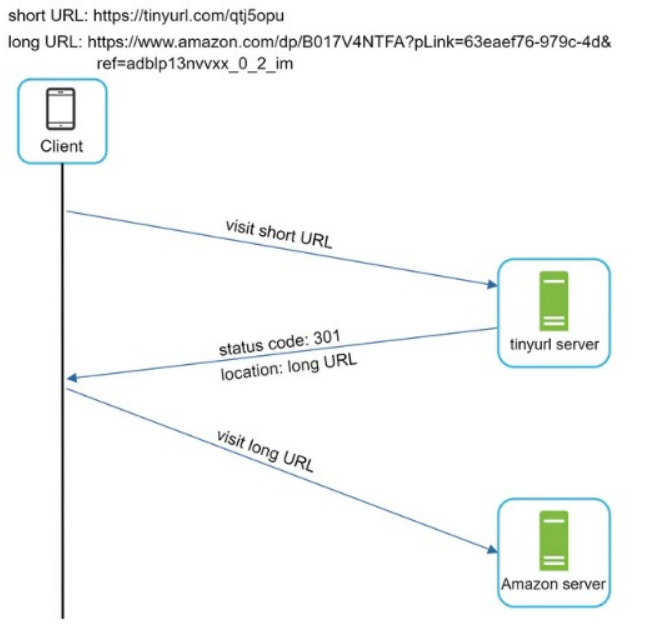 short URL: https://tinyurl.com/qtj5opu
long URL: https://www.amazon.com/dp/B017V4NTFA?pLink=63eaef76-979c-4d&
ref=adblp13nvvxx_0_2_im
Client
visit short URL
tinyurl server
status code: 301
location: long URL
visit long URL
Amazon server